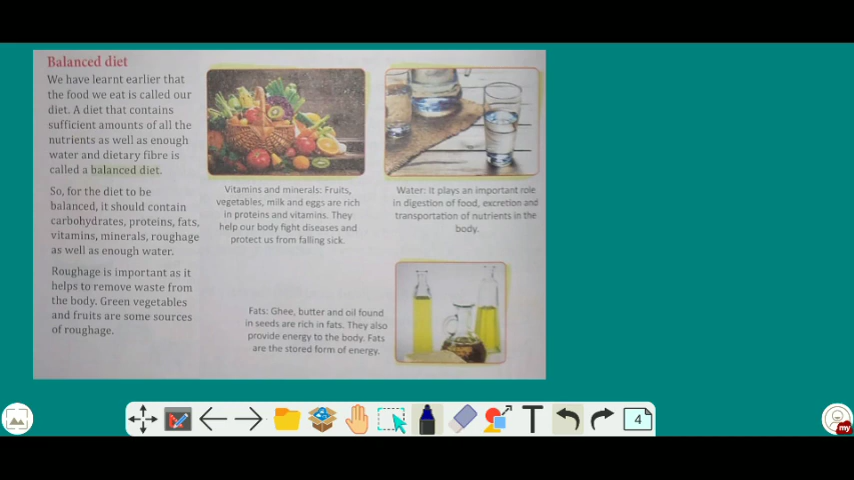 Balanced diet
We have learnt earlier that
the food we eat is called our
diet. A diet that contains
sufficient amounts of all the
nutrients as well as enough
water and dietary fibre is
called a balanced diet.
So, for the diet to be
balanced, it should contain
carbohydrates, proteins, fats,
vitamins, minerals, roughage
as well as enough water.
Roughage is important as it
helps to remove waste from
the body. Green vegetables
and fruits are some sources
of roughage.
Vitamins and minerals: Fruits,
vegetables, milk and eggs are rich
in proteins and vitamins. They
help our body fight diseases and
protect us from falling sick.
Water: It plays an important role
in digestion of food, excretion and
transportation of nutrients in the
body.
Fats: Ghee, butter and oil found
in seeds are rich in fats. They also
provide energy to the body. Fats
are the stored form of energy.
T
4
my